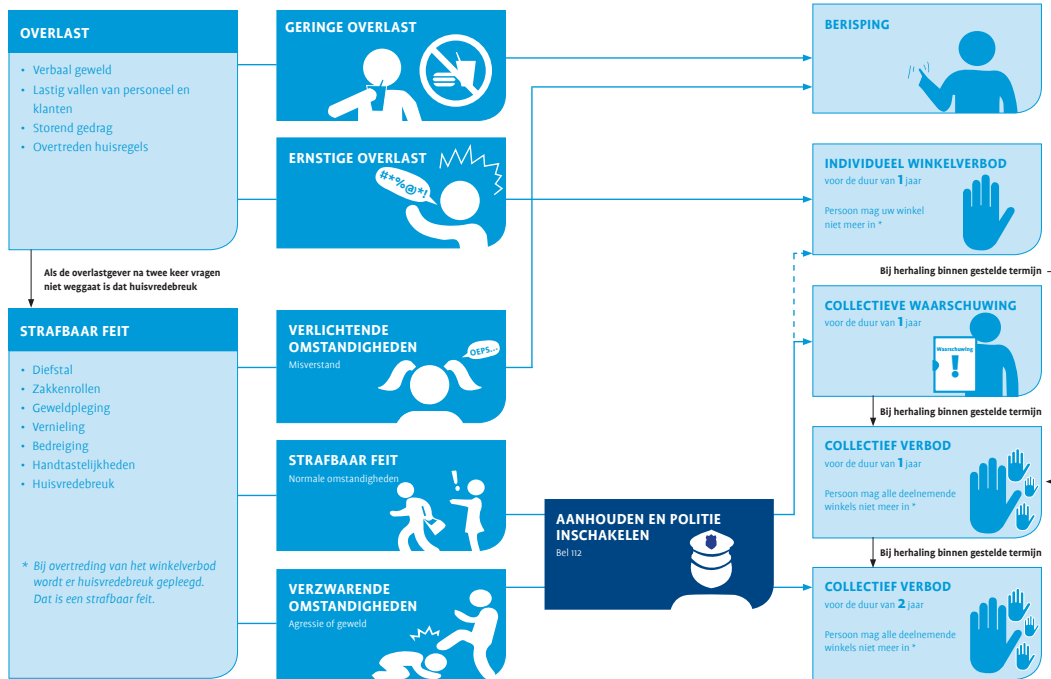 OVERLAST
• Verbaal geweld
• Lastig vallen van personeel en
klanten
• Storend gedrag
• Overtreden huisregels
Als de overlastgever na twee keer vragen
niet weggaat is dat huisvredebreuk
STRAFBAAR FEIT
• Diefstal
• Zakkenrollen
• Geweldpleging
• Vernieling
• Bedreiging
• Handtastelijkheden
• Huisvredebreuk
* Bij overtreding van het winkelverbod
wordt er huisvredebreuk gepleegd.
Dat is een strafbaar feit.
GERINGE OVERLAST
ERNSTIGE OVERLAST
#*%@*!
VERLICHTENDE
OMSTANDIGHEDEN
Misverstand
OEPS...
STRAFBAAR FEIT
Normale omstandigheden
!
VERZWARENDE
OMSTANDIGHEDEN
Agressie of geweld
AANHOUDEN EN POLITIE
INSCHAKELEN
Bel 112
BERISPING
INDIVIDUEEL WINKELVERBOD
voor de duur van 1 jaar
Persoon mag uw winkel
niet meer in *
Bij herhaling binnen gestelde termijn
COLLECTIEVE WAARSCHUWING
voor de duur van 1 jaar
Waarschuwing
!
Bij herhaling binnen gestelde termijn
COLLECTIEF VERBOD
voor de duur van 1 jaar
Persoon mag alle deelnemende
winkels niet meer in *
Bij herhaling binnen gestelde termijn
COLLECTIEF VERBOD
voor de duur van 2 jaar
Persoon mag alle deelnemende
winkels niet meer in *